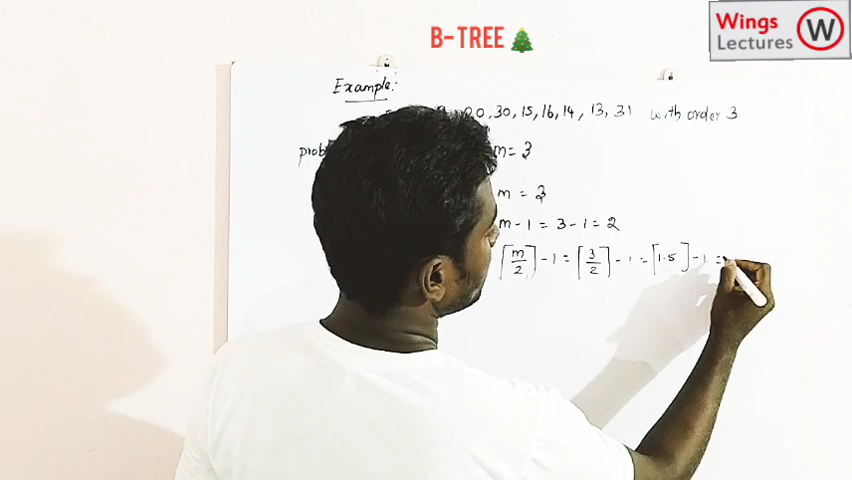 B-TREE🎄
Wings
Lectures W
Example:
20, 30, 15, 16, 14, 13, 31 with order 3
m = 3
m = 3
m - 1 = 3 - 1 = 2
⌈m/2⌉ - 1 = ⌈3/2⌉ - 1 = ⌈1.5⌉ - 1 =